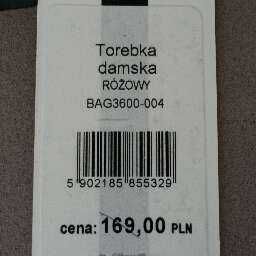 Torebka
damska
RÓŻOWY
BAG3600-004
5 902185 855329
cena: 169,00 PLN